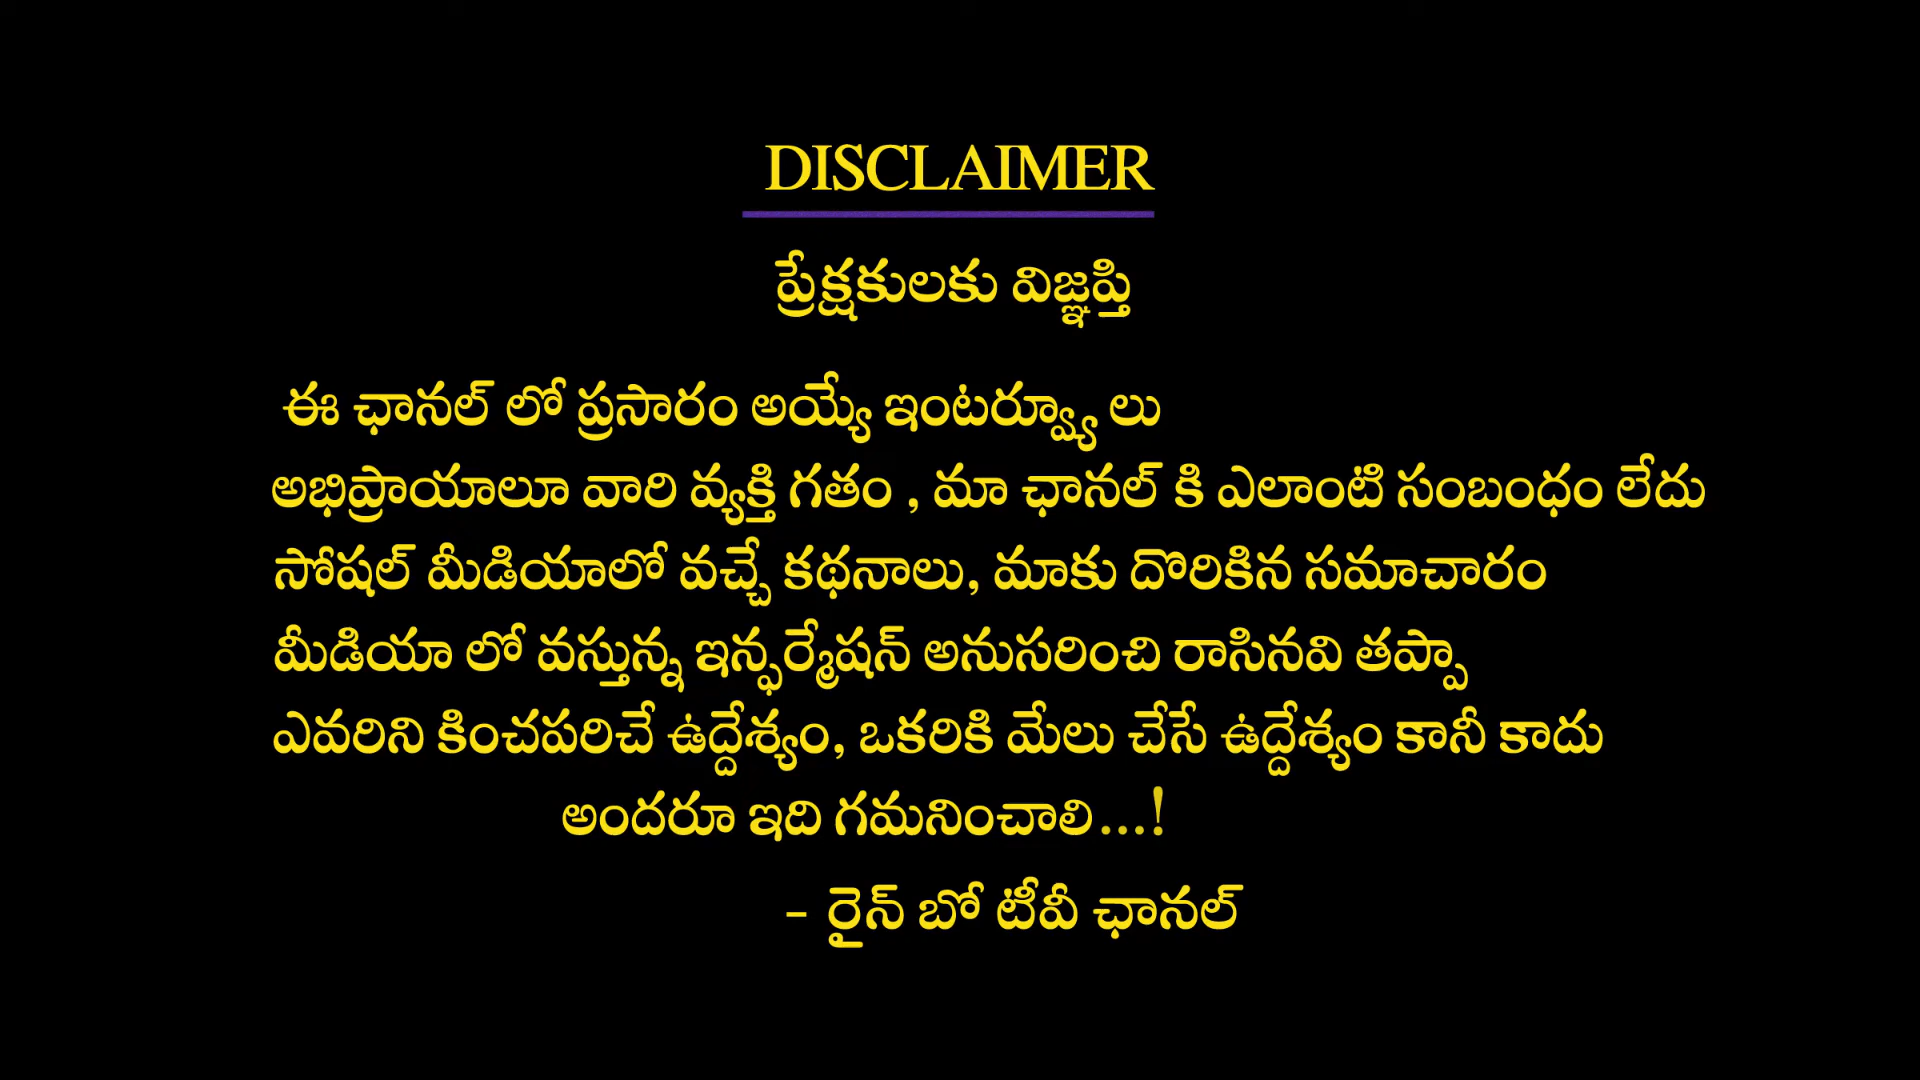 DISCLAIMER
ప్రేక్షకులకు విజ్ఞప్తి
ఈ ఛానల్ లో ప్రసారం అయ్యే ఇంటర్వ్యూ లు
అభిప్రాయాలూ వారి వ్యక్తి గతం , మా ఛానల్ కి ఎలాంటి సంబంధం లేదు
సోషల్ మీడియాలో వచ్చే కథనాలు, మాకు దొరికిన సమాచారం
మీడియా లో వస్తున్న ఇన్ఫర్మేషన్ అనుసరించి రాసినవి తప్పా
ఎవరిని కించపరిచే ఉద్దేశ్యం, ఒకరికి మేలు చేసే ఉద్దేశ్యం కానీ కాదు
అందరూ ఇది గమనించాలి...!
- రైన్ బో టీవీ ఛానల్